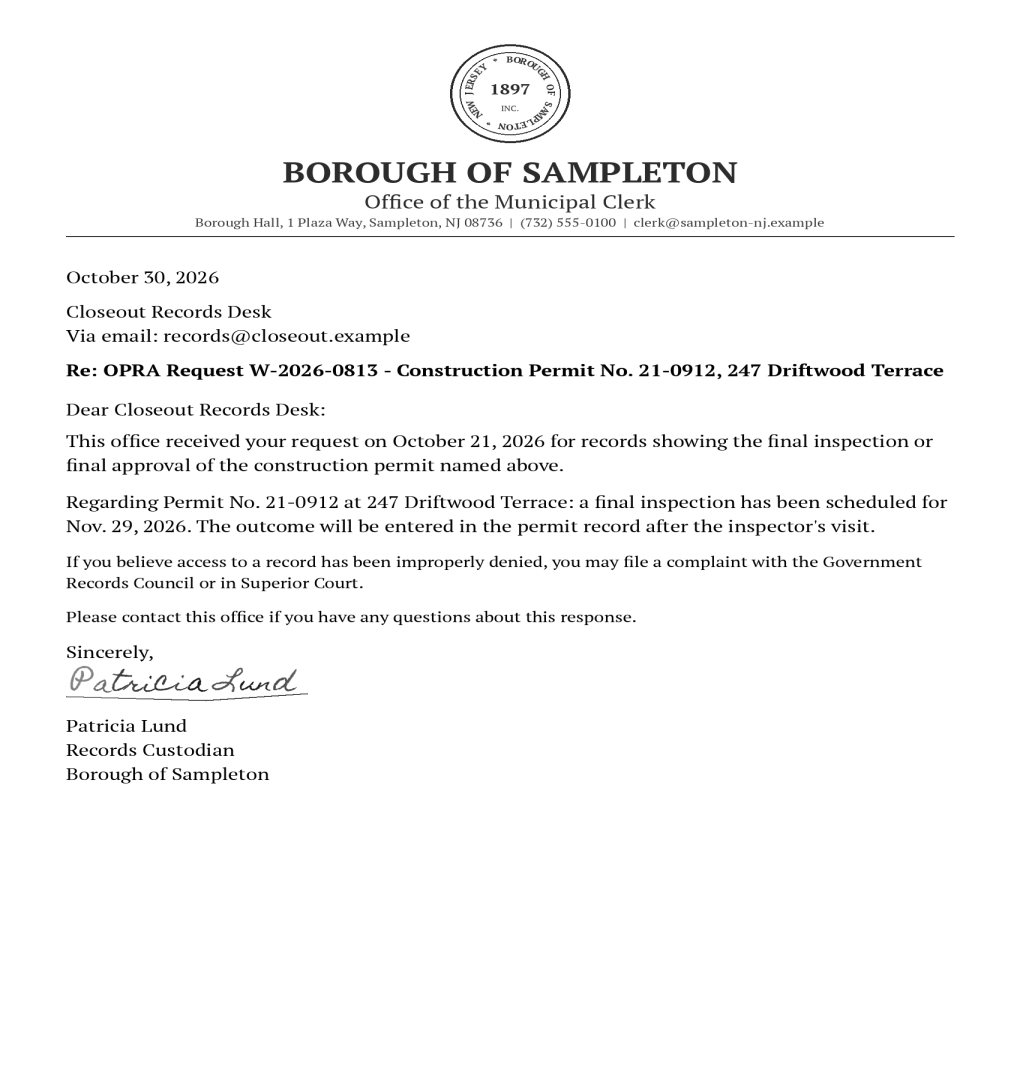 NEW JERSEY * BOROUGH OF SAMPLETON *
1897
INC.
BOROUGH OF SAMPLETON
Office of the Municipal Clerk
Borough Hall, 1 Plaza Way, Sampleton, NJ 08736 | (732) 555-0100 | clerk@sampleton-nj.example
October 30, 2026
Closeout Records Desk
Via email: records@closeout.example
Re: OPRA Request W-2026-0813 - Construction Permit No. 21-0912, 247 Driftwood Terrace
Dear Closeout Records Desk:
This office received your request on October 21, 2026 for records showing the final inspection or
final approval of the construction permit named above.
Regarding Permit No. 21-0912 at 247 Driftwood Terrace: a final inspection has been scheduled for
Nov. 29, 2026. The outcome will be entered in the permit record after the inspector's visit.
If you believe access to a record has been improperly denied, you may file a complaint with the Government
Records Council or in Superior Court.
Please contact this office if you have any questions about this response.
Sincerely,
Patricia Lund
Patricia Lund
Records Custodian
Borough of Sampleton